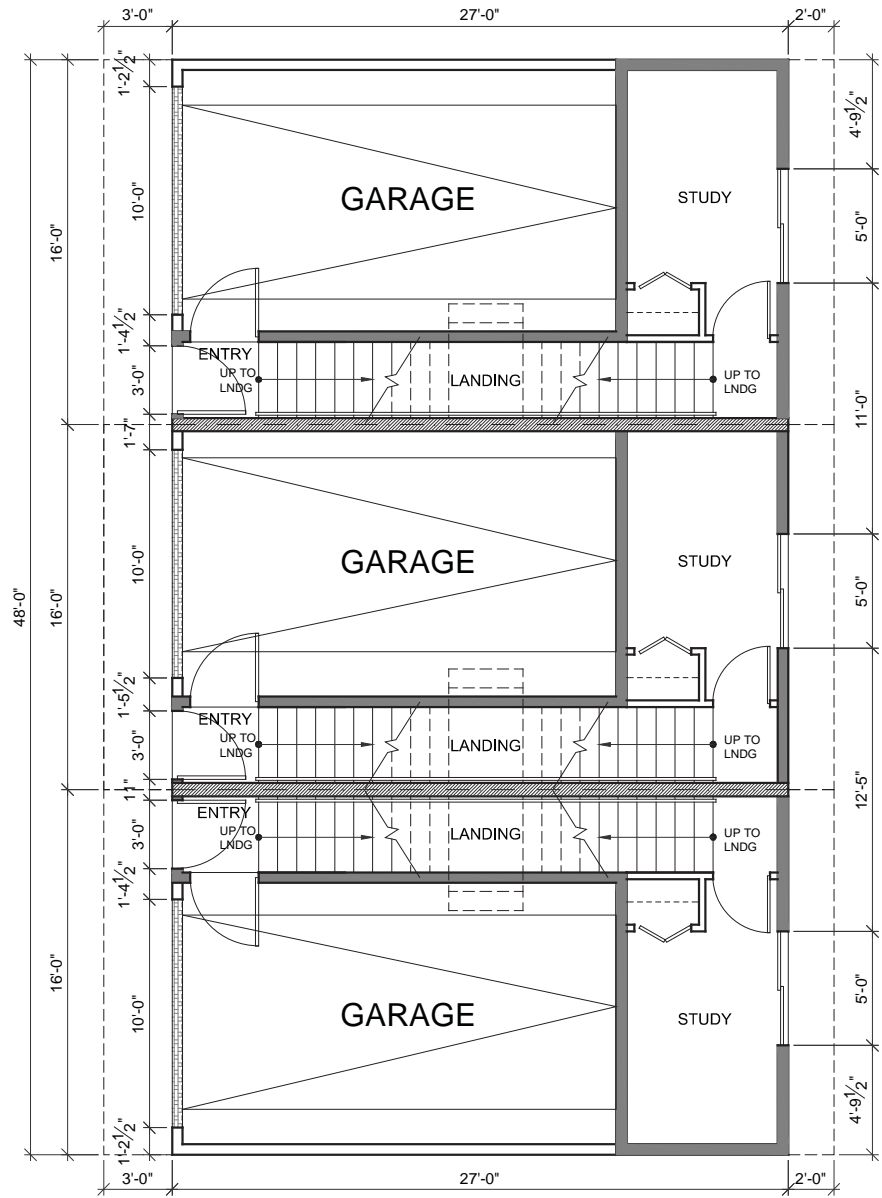 3'-0"
27'-0"
2'-0"
1'-2½"
4'-9½"
10'-0"
GARAGE
STUDY
5'-0"
16'-0"
1'-4½"
ENTRY
UP TO
LNDG
LANDING
UP TO
LNDG
3'-0"
11'-0"
1'-7"
10'-0"
GARAGE
STUDY
5'-0"
16'-0"
48'-0"
1'-5½"
ENTRY
UP TO
LNDG
LANDING
UP TO
LNDG
3'-0"
11"
12'-5"
ENTRY
UP TO
LNDG
LANDING
UP TO
LNDG
3'-0"
1'-4½"
16'-0"
10'-0"
GARAGE
STUDY
5'-0"
4'-9½"
1'-2½"
3'-0"
27'-0"
2'-0"